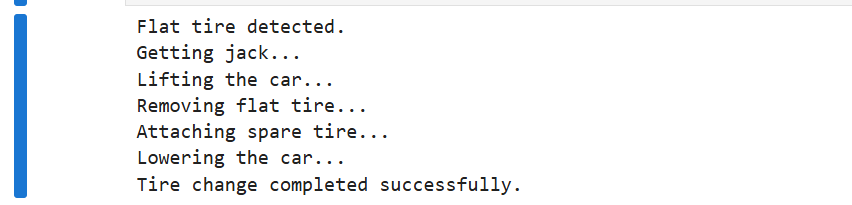 Flat tire detected.
Getting jack...
Lifting the car...
Removing flat tire...
Attaching spare tire...
Lowering the car...
Tire change completed successfully.